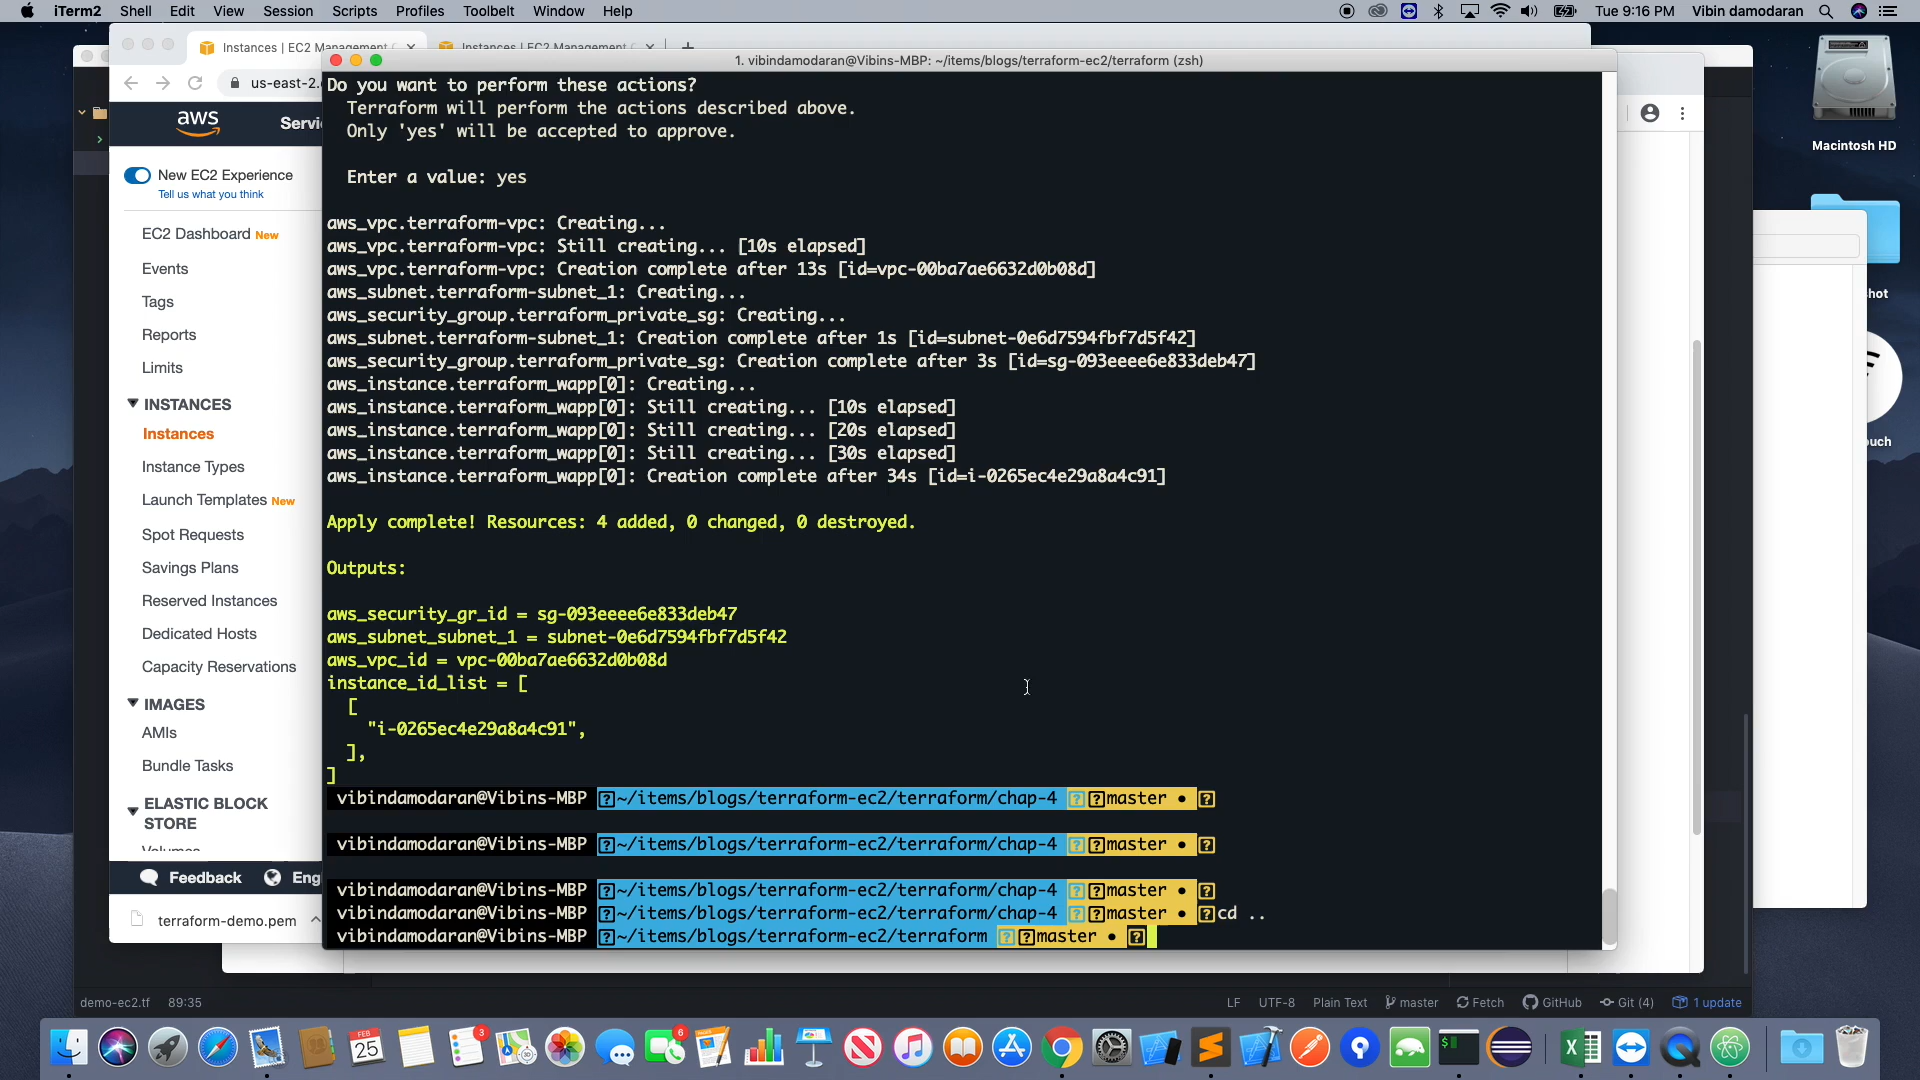 iTerm2 Shell Edit View Session Scripts Profiles Toolbelt Window Help Tue 9:16 PM Vibin damodaran
Instances | EC2 Management
Instances | EC2 Management
1. vibindamodaran@Vibins-MBP: ~/items/blogs/terraform-ec2/terraform (zsh)
us-east-2.
aws
Servi
New EC2 Experience
Tell us what you think
EC2 Dashboard New
Events
Tags
Reports
Limits
INSTANCES
Instances
Instance Types
Launch Templates New
Spot Requests
Savings Plans
Reserved Instances
Dedicated Hosts
Capacity Reservations
IMAGES
AMIs
Bundle Tasks
ELASTIC BLOCK
STORE
Volumes
Feedback Eng
terraform-demo.pem
Do you want to perform these actions?
Terraform will perform the actions described above.
Only 'yes' will be accepted to approve.
Enter a value: yes
aws_vpc.terraform-vpc: Creating...
aws_vpc.terraform-vpc: Still creating... [10s elapsed]
aws_vpc.terraform-vpc: Creation complete after 13s [id=vpc-00ba7ae6632d0b08d]
aws_subnet.terraform-subnet_1: Creating...
aws_security_group.terraform_private_sg: Creating...
aws_subnet.terraform-subnet_1: Creation complete after 1s [id=subnet-0e6d7594fbf7d5f42]
aws_security_group.terraform_private_sg: Creation complete after 3s [id=sg-093eeee6e833deb47]
aws_instance.terraform_wapp[0]: Creating...
aws_instance.terraform_wapp[0]: Still creating... [10s elapsed]
aws_instance.terraform_wapp[0]: Still creating... [20s elapsed]
aws_instance.terraform_wapp[0]: Still creating... [30s elapsed]
aws_instance.terraform_wapp[0]: Creation complete after 34s [id=i-0265ec4e29a8a4c91]
Apply complete! Resources: 4 added, 0 changed, 0 destroyed.
Outputs:
aws_security_gr_id = sg-093eeee6e833deb47
aws_subnet_subnet_1 = subnet-0e6d7594fbf7d5f42
aws_vpc_id = vpc-00ba7ae6632d0b08d
instance_id_list = [
[
"i-0265ec4e29a8a4c91",
],
]
vibindamodaran@Vibins-MBP ?~/items/blogs/terraform-ec2/terraform/chap-4 ??master • ?
vibindamodaran@Vibins-MBP ?~/items/blogs/terraform-ec2/terraform/chap-4 ??master • ?
vibindamodaran@Vibins-MBP ?~/items/blogs/terraform-ec2/terraform/chap-4 ??master • ?
vibindamodaran@Vibins-MBP ?~/items/blogs/terraform-ec2/terraform/chap-4 ??master • ?cd ..
vibindamodaran@Vibins-MBP ?~/items/blogs/terraform-ec2/terraform ??master • ?
Macintosh HD
hot
ouch
demo-ec2.tf 89:35 LF UTF-8 Plain Text master Fetch GitHub Git (4) 1 update
FEB
25
3
6